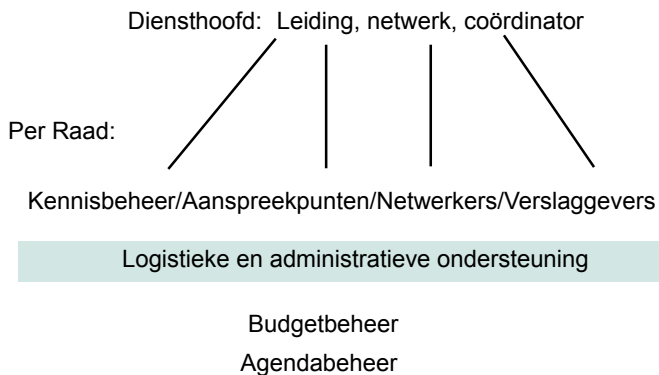 Diensthoofd: Leiding, netwerk, coördinator
Per Raad:
Kennisbeheer/Aanspreekpunten/Netwerkers/Verslaggevers
Logistieke en administratieve ondersteuning
Budgetbeheer
Agendabeheer